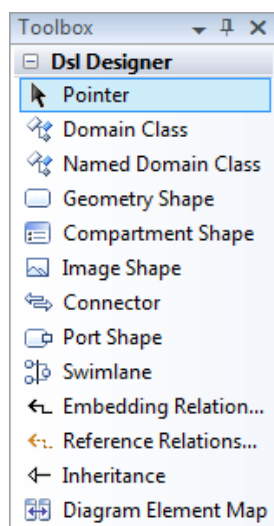 Toolbox
Dsl Designer
Pointer
Domain Class
Named Domain Class
Geometry Shape
Compartment Shape
Image Shape
Connector
Port Shape
Swimlane
Embedding Relation...
Reference Relations...
Inheritance
Diagram Element Map